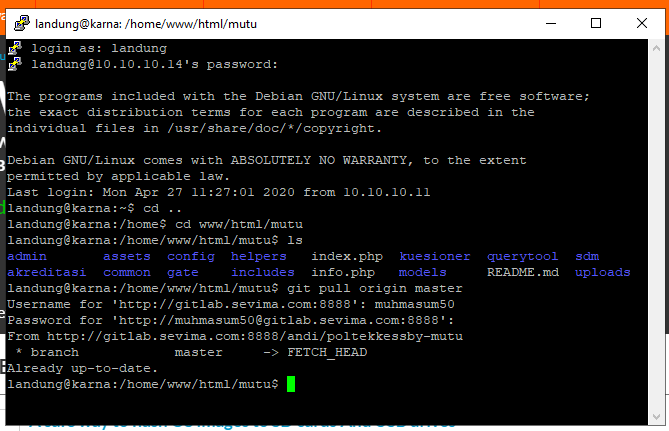 landung@karna: /home/www/html/mutu
login as: landung
landung@10.10.10.14's password:
The programs included with the Debian GNU/Linux system are free software;
the exact distribution terms for each program are described in the
individual files in /usr/share/doc/*/copyright.
Debian GNU/Linux comes with ABSOLUTELY NO WARRANTY, to the extent
permitted by applicable law.
Last login: Mon Apr 27 11:27:01 2020 from 10.10.10.11
landung@karna:~$ cd ..
landung@karna:/home$ cd www/html/mutu
landung@karna:/home/www/html/mutu$ ls
admin assets config helpers index.php kuesioner querytool sdm
akreditasi common gate includes info.php models README.md uploads
landung@karna:/home/www/html/mutu$ git pull origin master
Username for 'http://gitlab.sevima.com:8888': muhmasum50
Password for 'http://muhmasum50@gitlab.sevima.com:8888':
From http://gitlab.sevima.com:8888/andi/poltekkessby-mutu
 * branch master -> FETCH_HEAD
Already up-to-date.
landung@karna:/home/www/html/mutu$